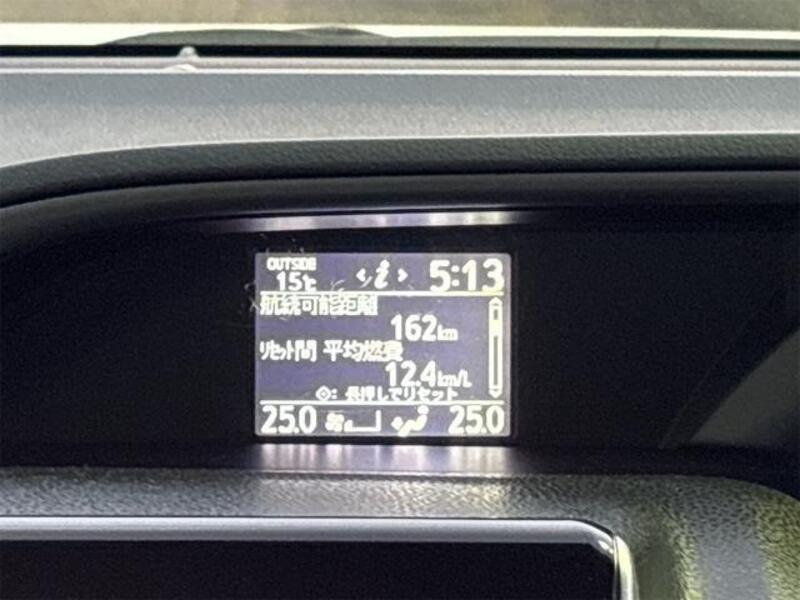 OUTSIDE
15℃
5:13
航続可能距離
162km
リセット間 平均燃費
12.4km/L
長押しでリセット
25.0 25.0